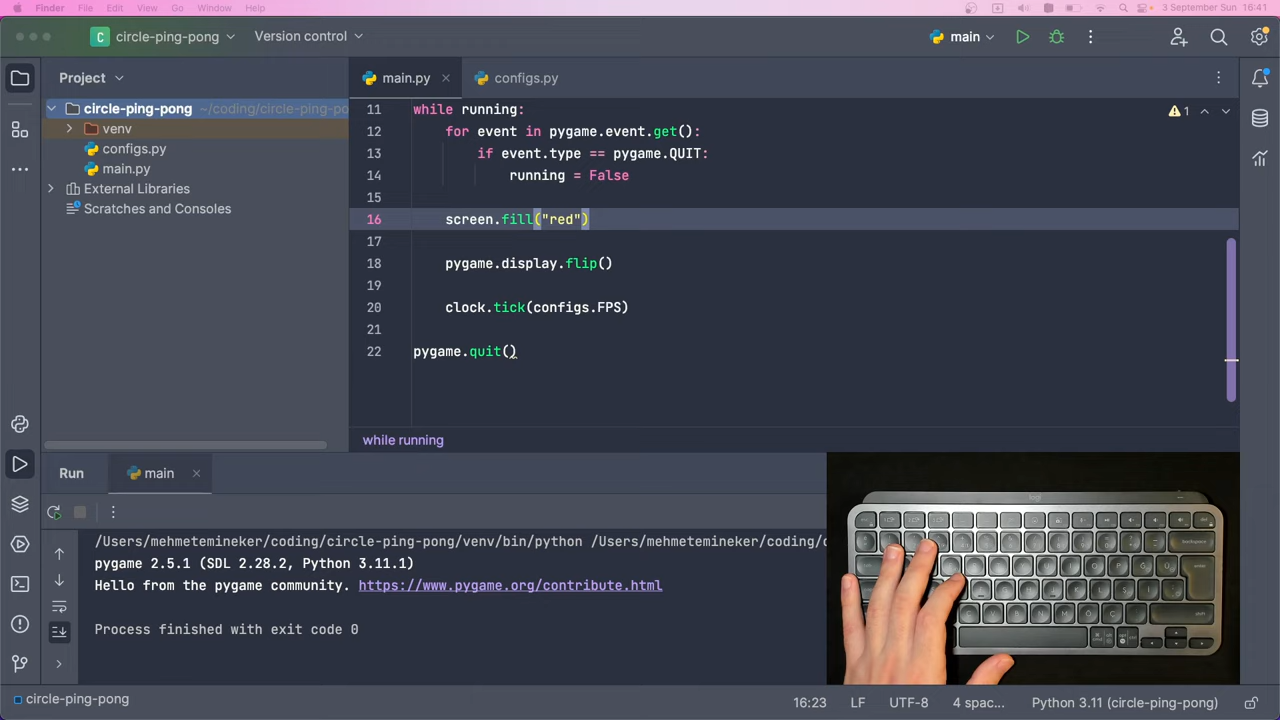 Finder File Edit View Go Window Help 3 September Sun 16:41
C circle-ping-pong Version control main
Project main.py configs.py
circle-ping-pong ~/coding/circle-ping-po
venv
configs.py
main.py
External Libraries
Scratches and Consoles
1
11 while running:
12 for event in pygame.event.get():
13 if event.type == pygame.QUIT:
14 running = False
15
16 screen.fill("red")
17
18 pygame.display.flip()
19
20 clock.tick(configs.FPS)
21
22 pygame.quit()
while running
Run main
/Users/mehmetemineker/coding/circle-ping-pong/venv/bin/python /Users/mehmetemineker/coding/c
pygame 2.5.1 (SDL 2.28.2, Python 3.11.1)
Hello from the pygame community. https://www.pygame.org/contribute.html
Process finished with exit code 0
logi
circle-ping-pong 16:23 LF UTF-8 4 spac... Python 3.11 (circle-ping-pong)